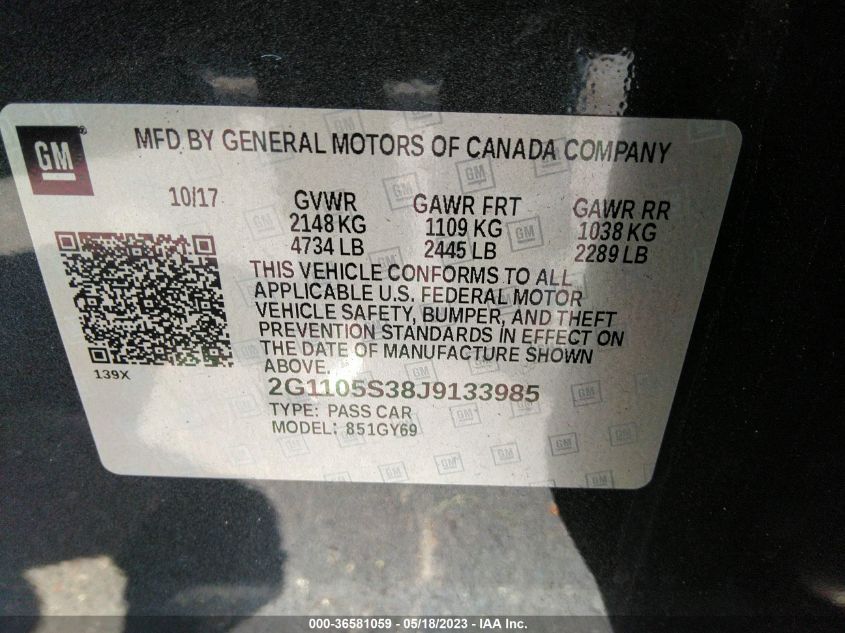 GM
MFD BY GENERAL MOTORS OF CANADA COMPANY
10/17
GVWR
2148 KG
4734 LB
GAWR FRT
1109 KG
2445 LB
GAWR RR
1038 KG
2289 LB
THIS VEHICLE CONFORMS TO ALL
APPLICABLE U.S. FEDERAL MOTOR
VEHICLE SAFETY, BUMPER, AND THEFT
PREVENTION STANDARDS IN EFFECT ON
THE DATE OF MANUFACTURE SHOWN
ABOVE.
139X
2G1105S38J9133985
TYPE: PASS CAR
MODEL: 851GY69
000-36581059 - 05/18/2023 - IAA Inc.